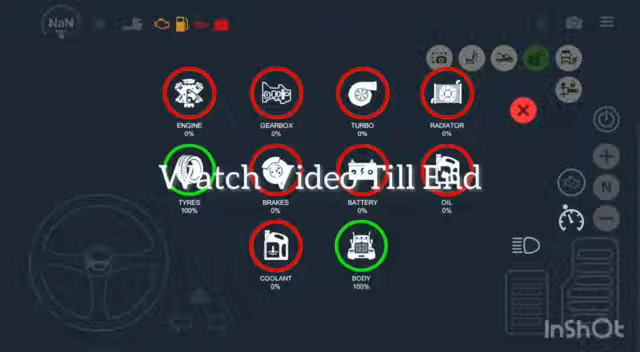 NaN
ENGINE
0%
GEARBOX
0%
TURBO
0%
RADIATOR
0%
Watch Video Till End
TYRES
100%
BRAKES
0%
BATTERY
0%
OIL
0%
COOLANT
0%
BODY
100%
N
InShOt